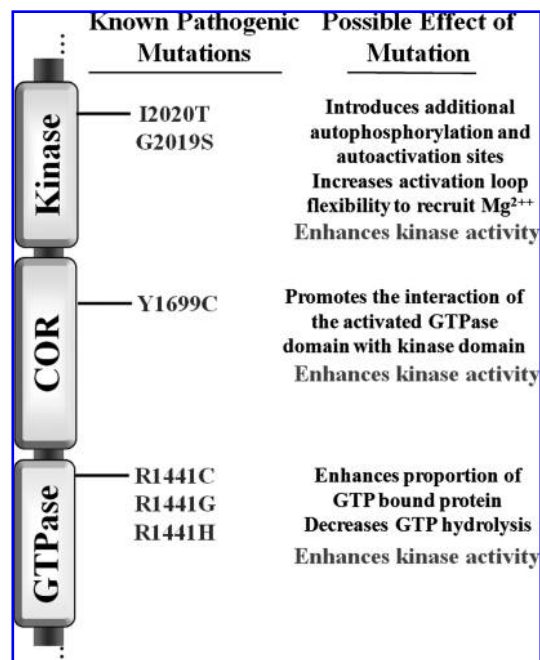 Known Pathogenic
Mutations
Possible Effect of
Mutation
Kinase
I2020T
G2019S
Introduces additional
autophosphorylation and
autoactivation sites
Increases activation loop
flexibility to recruit Mg²⁺⁺
Enhances kinase activity
COR
Y1699C
Promotes the interaction of
the activated GTPase
domain with kinase domain
Enhances kinase activity
GTPase
R1441C
R1441G
R1441H
Enhances proportion of
GTP bound protein
Decreases GTP hydrolysis
Enhances kinase activity